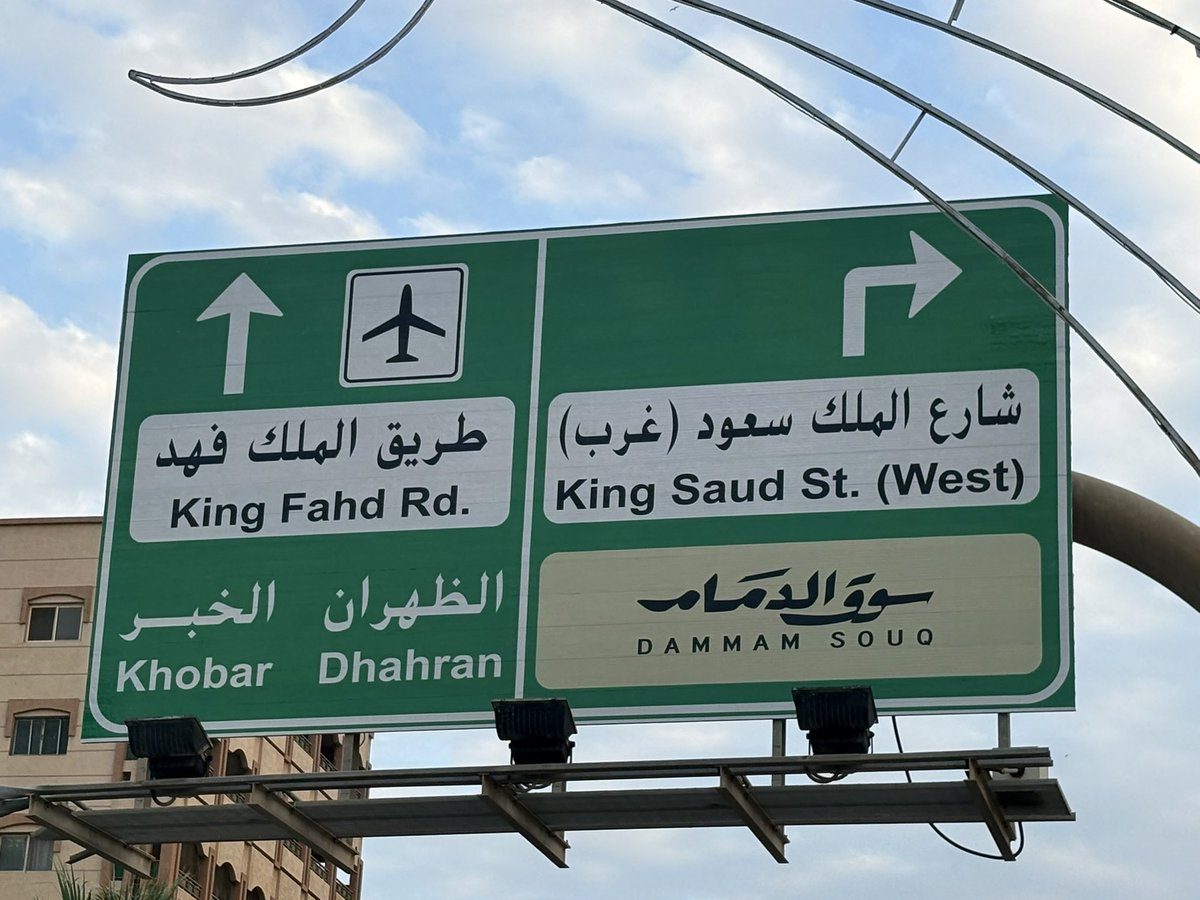 طريق الملك فهد
King Fahd Rd.
الظهران
Dhahran
الخبر
Khobar
شارع الملك سعود (غرب)
King Saud St. (West)
سوق الدمام
DAMMAM SOUQ